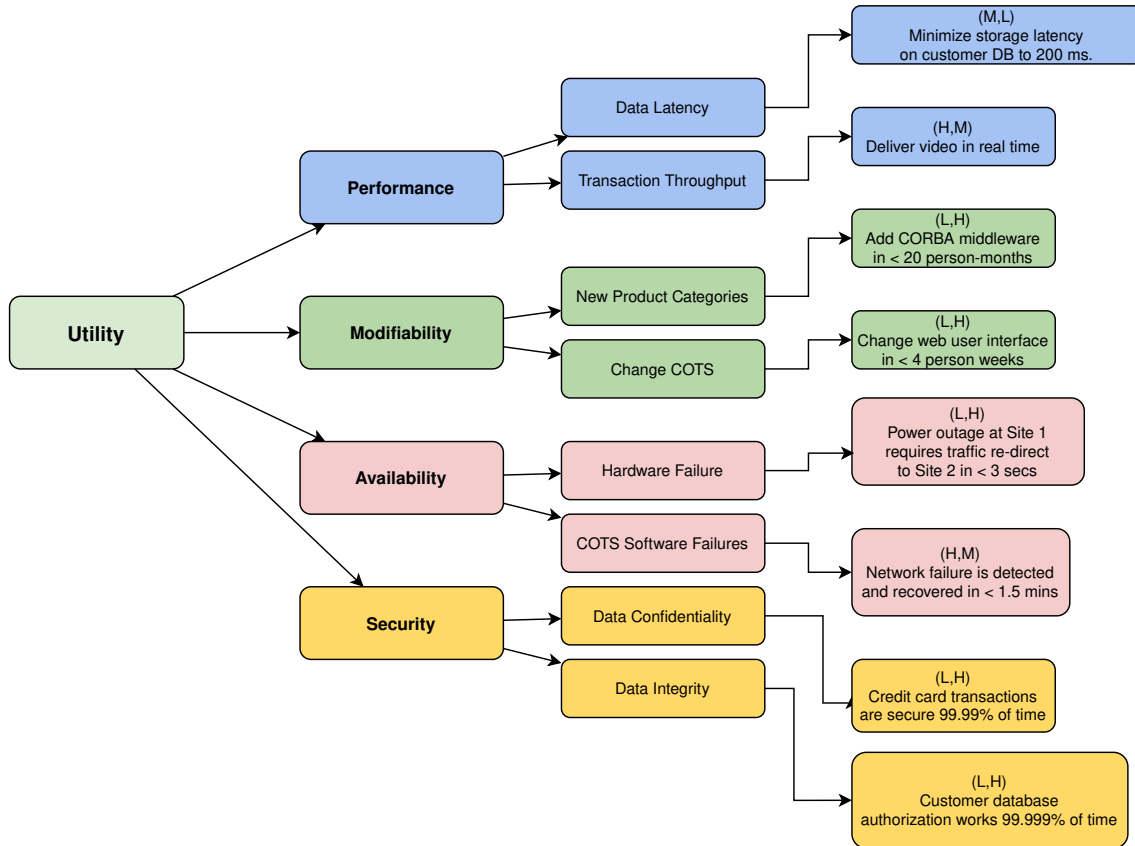 Utility
Performance
Data Latency
(M,L)
Minimize storage latency
on customer DB to 200 ms.
Transaction Throughput
(H,M)
Deliver video in real time
Modifiability
New Product Categories
(L,H)
Add CORBA middleware
in < 20 person-months
Change COTS
(L,H)
Change web user interface
in < 4 person weeks
Availability
Hardware Failure
(L,H)
Power outage at Site 1
requires traffic re-direct
to Site 2 in < 3 secs
COTS Software Failures
(H,M)
Network failure is detected
and recovered in < 1.5 mins
Security
Data Confidentiality
(L,H)
Credit card transactions
are secure 99.99% of time
Data Integrity
(L,H)
Customer database
authorization works 99.999% of time